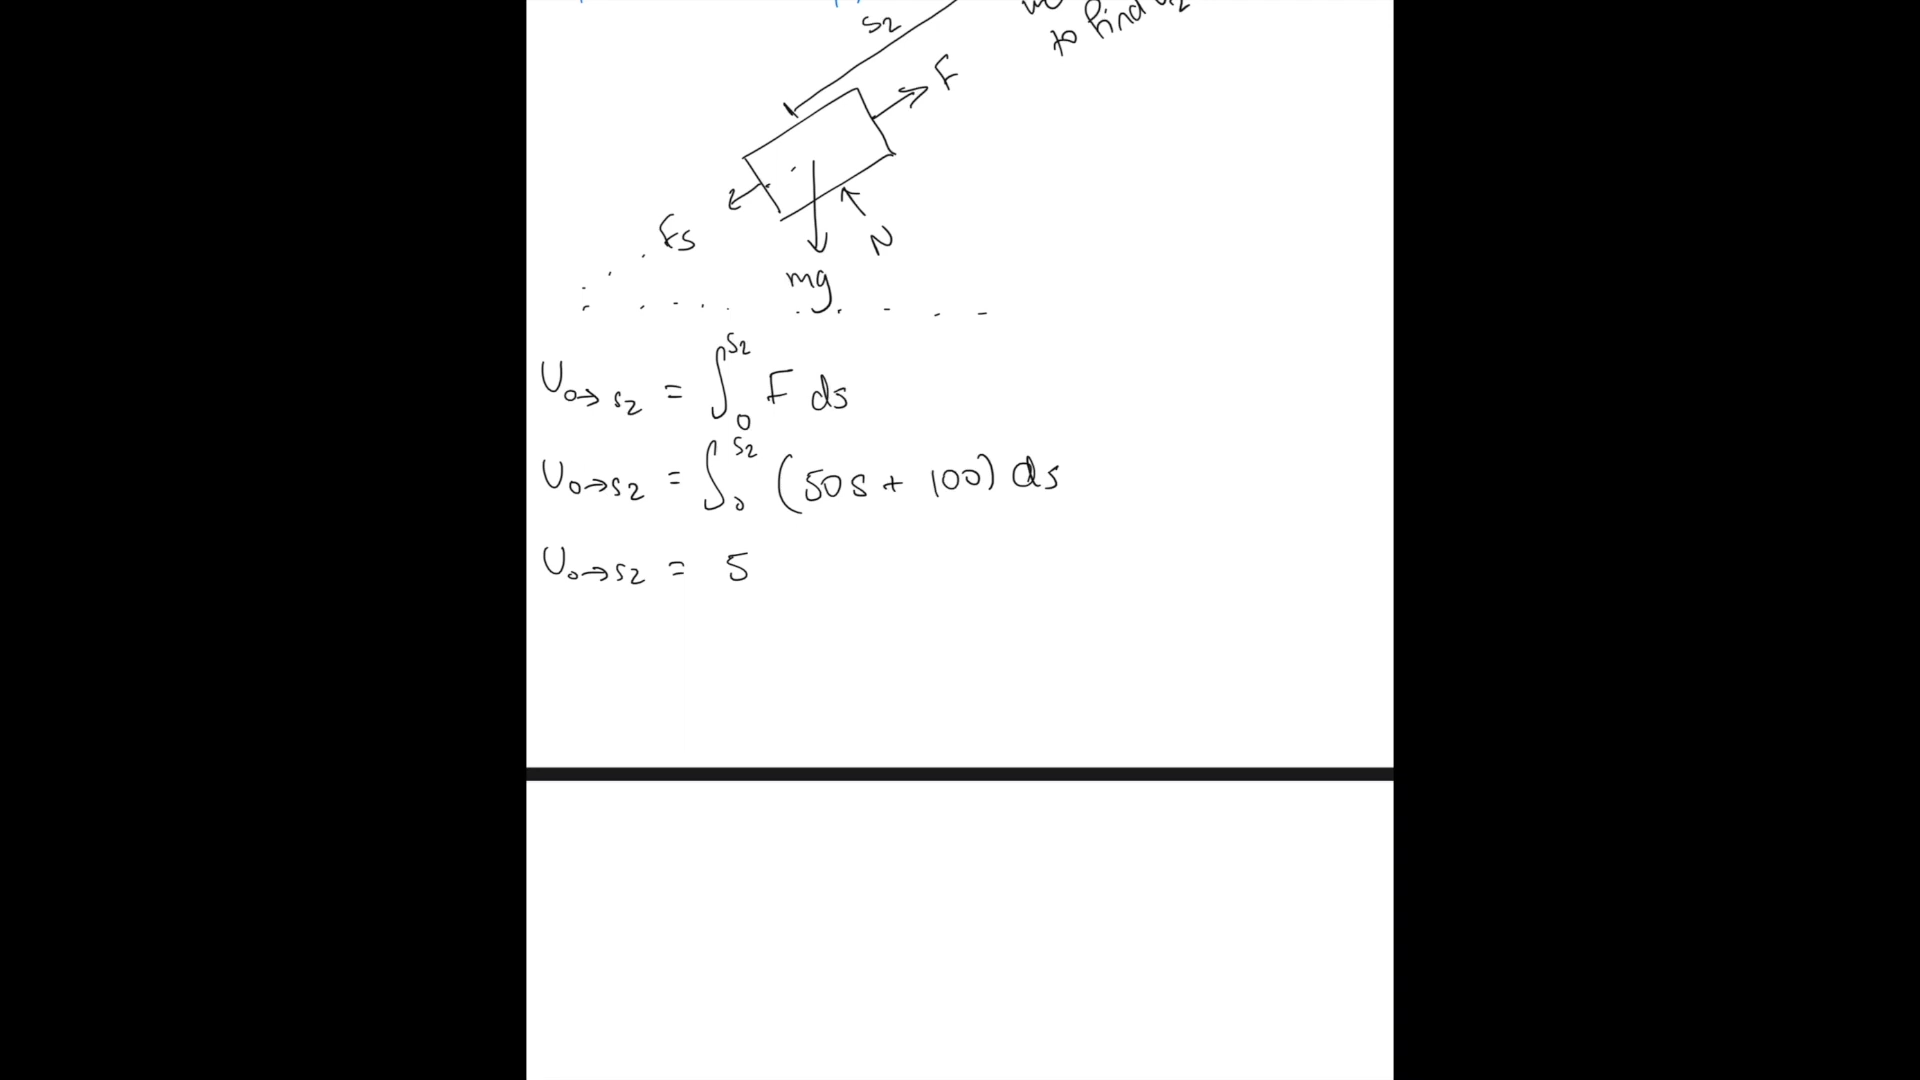 S₂
to find
F
Fs
N
mg
U₀→s₂ = ∫₀^S₂ F ds
U₀→s₂ = ∫₀^S₂ (50s + 100) ds
U₀→s₂ = 5